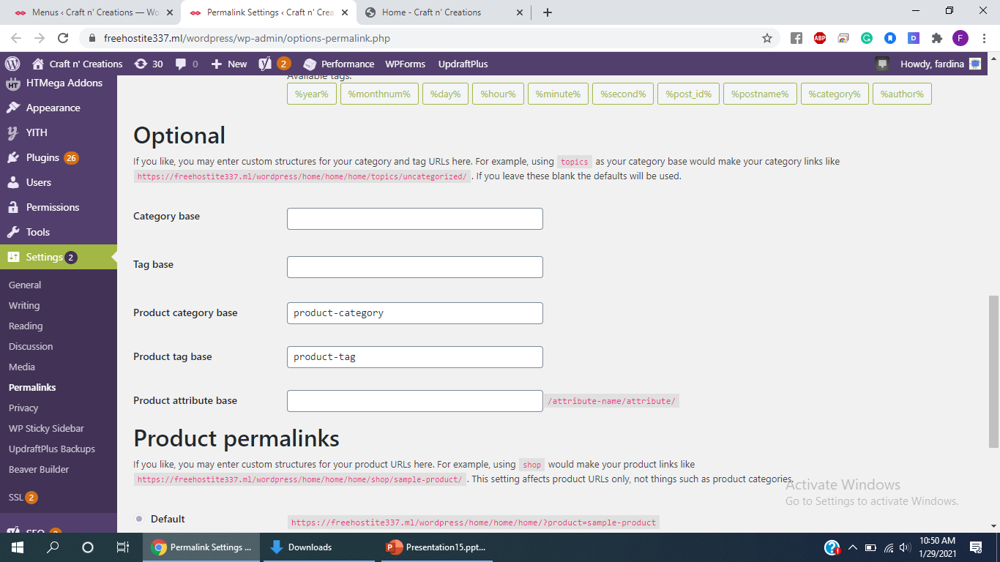 Menus ‹ Craft n' Creations — Wo
Permalink Settings ‹ Craft n' Crea
Home - Craft n' Creations
freehostite337.ml/wordpress/wp-admin/options-permalink.php
ABP
G
D
F
Craft n' Creations
30
0
New
2
Performance
WPForms
UpdraftPlus
Howdy, fardina
HT
HTMega Addons
Appearance
YITH
Plugins 26
Users
Permissions
Tools
Settings 2
General
Writing
Reading
Discussion
Media
Permalinks
Privacy
WP Sticky Sidebar
UpdraftPlus Backups
Beaver Builder
SSL 2
SEO 2
Available tags:
%year% %monthnum% %day% %hour% %minute% %second% %post_id% %postname% %category% %author%
Optional
If you like, you may enter custom structures for your category and tag URLs here. For example, using topics as your category base would make your category links like
https://freehostite337.ml/wordpress/home/home/home/topics/uncategorized/ . If you leave these blank the defaults will be used.
Category base
Tag base
Product category base product-category
Product tag base product-tag
Product attribute base /attribute-name/attribute/
Product permalinks
If you like, you may enter custom structures for your product URLs here. For example, using shop would make your product links like
https://freehostite337.ml/wordpress/home/home/home/shop/sample-product/ . This setting affects product URLs only, not things such as product categories.
Default https://freehostite337.ml/wordpress/home/home/home/?product=sample-product
Activate Windows
Go to Settings to activate Windows.
Permalink Settings ...
Downloads
Presentation15.ppt...
10:50 AM
1/29/2021